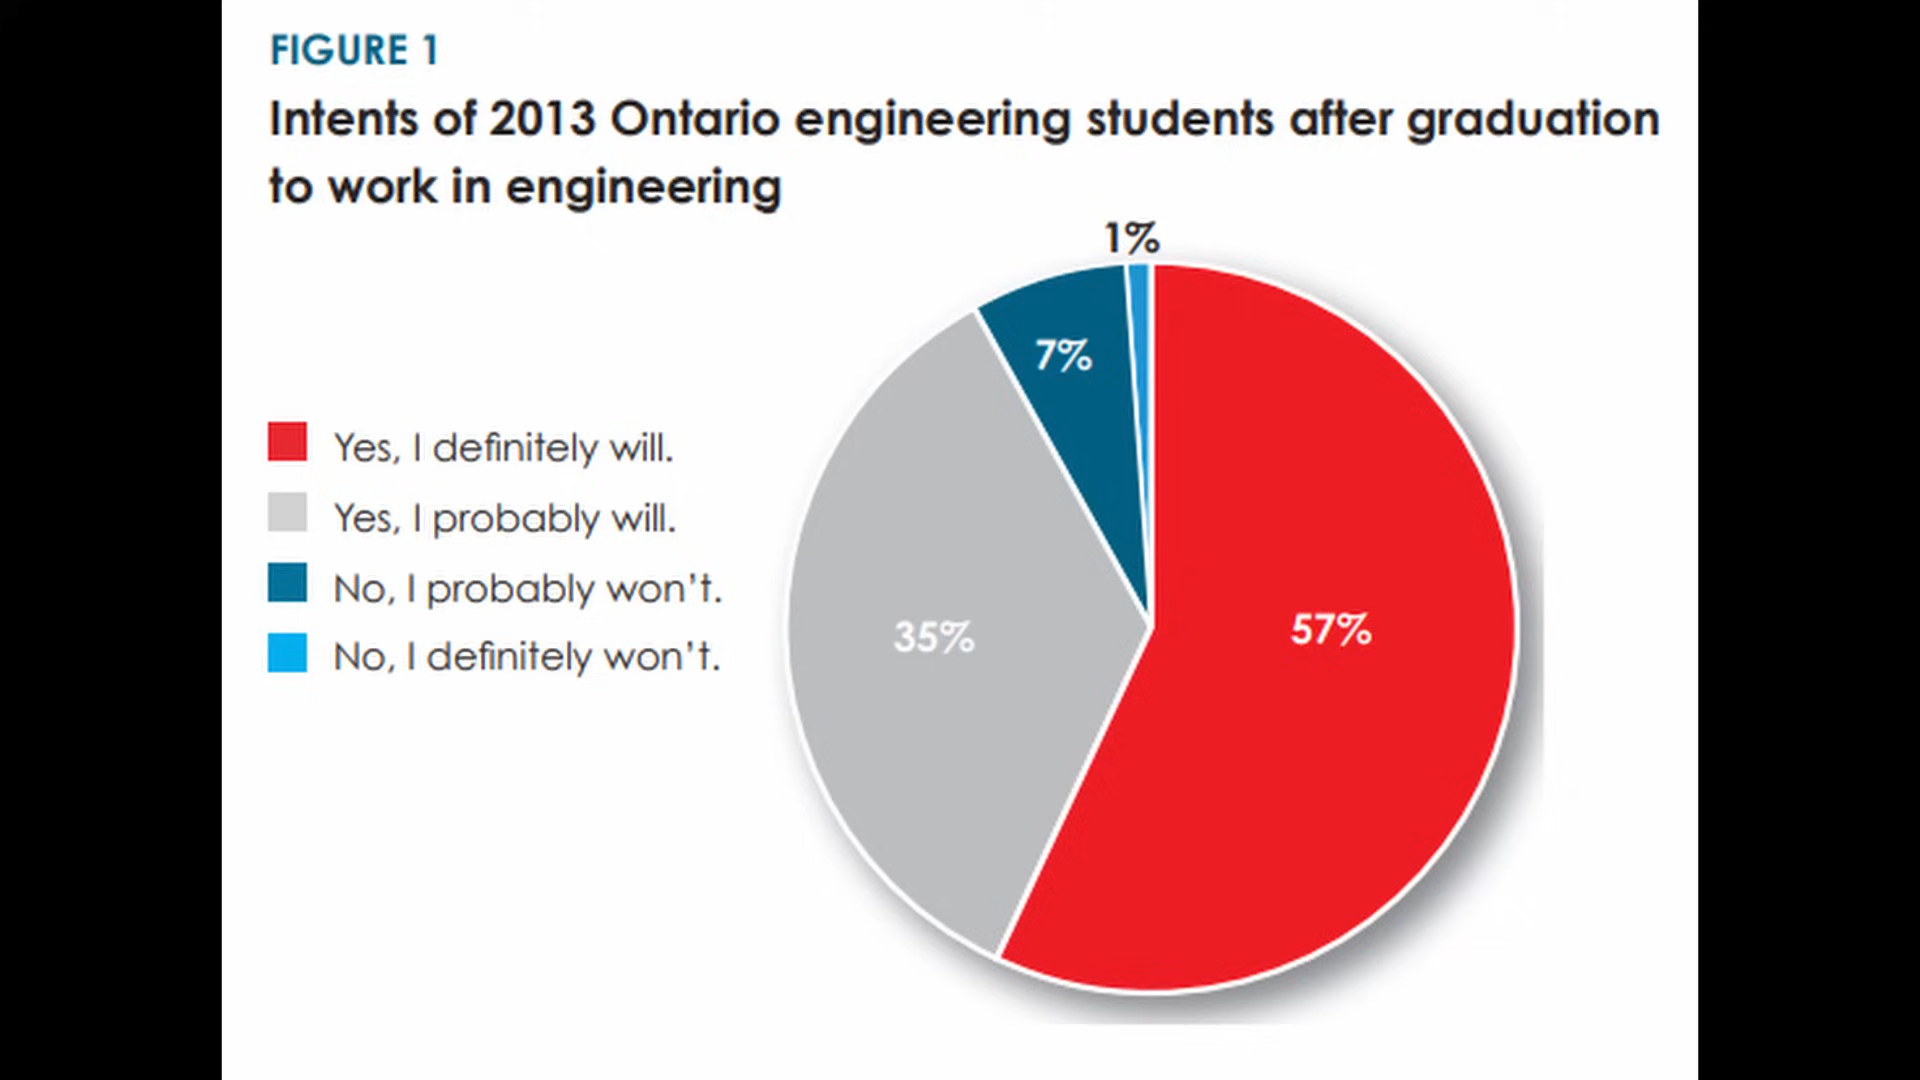 FIGURE 1
Intents of 2013 Ontario engineering students after graduation
to work in engineering
1%
7%
35%
57%
Yes, I definitely will.
Yes, I probably will.
No, I probably won’t.
No, I definitely won’t.